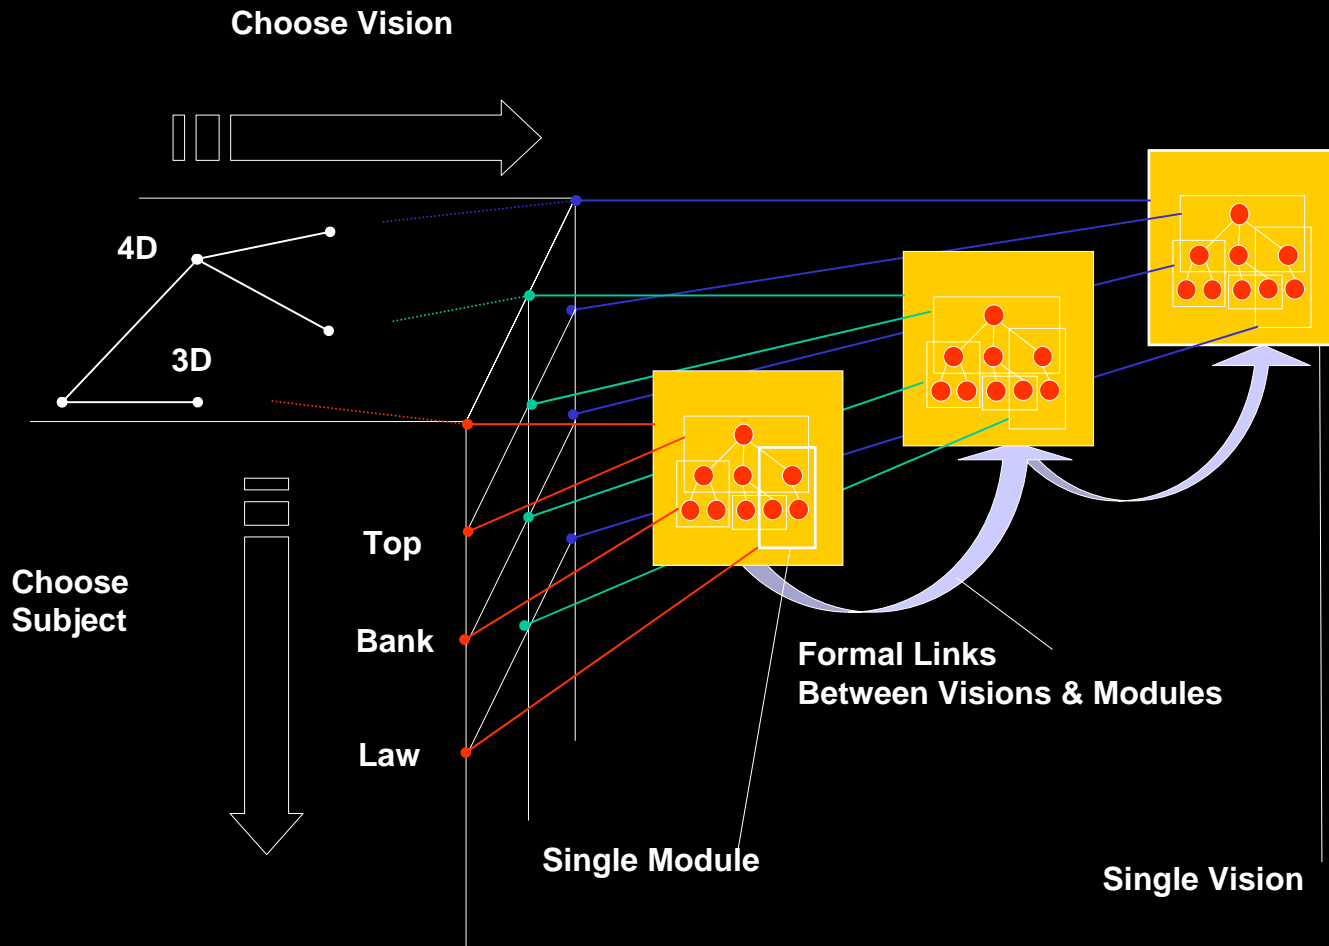 Choose Vision
4D
3D
Top
Choose
Subject
Bank
Formal Links
Between Visions & Modules
Law
Single Module
Single Vision